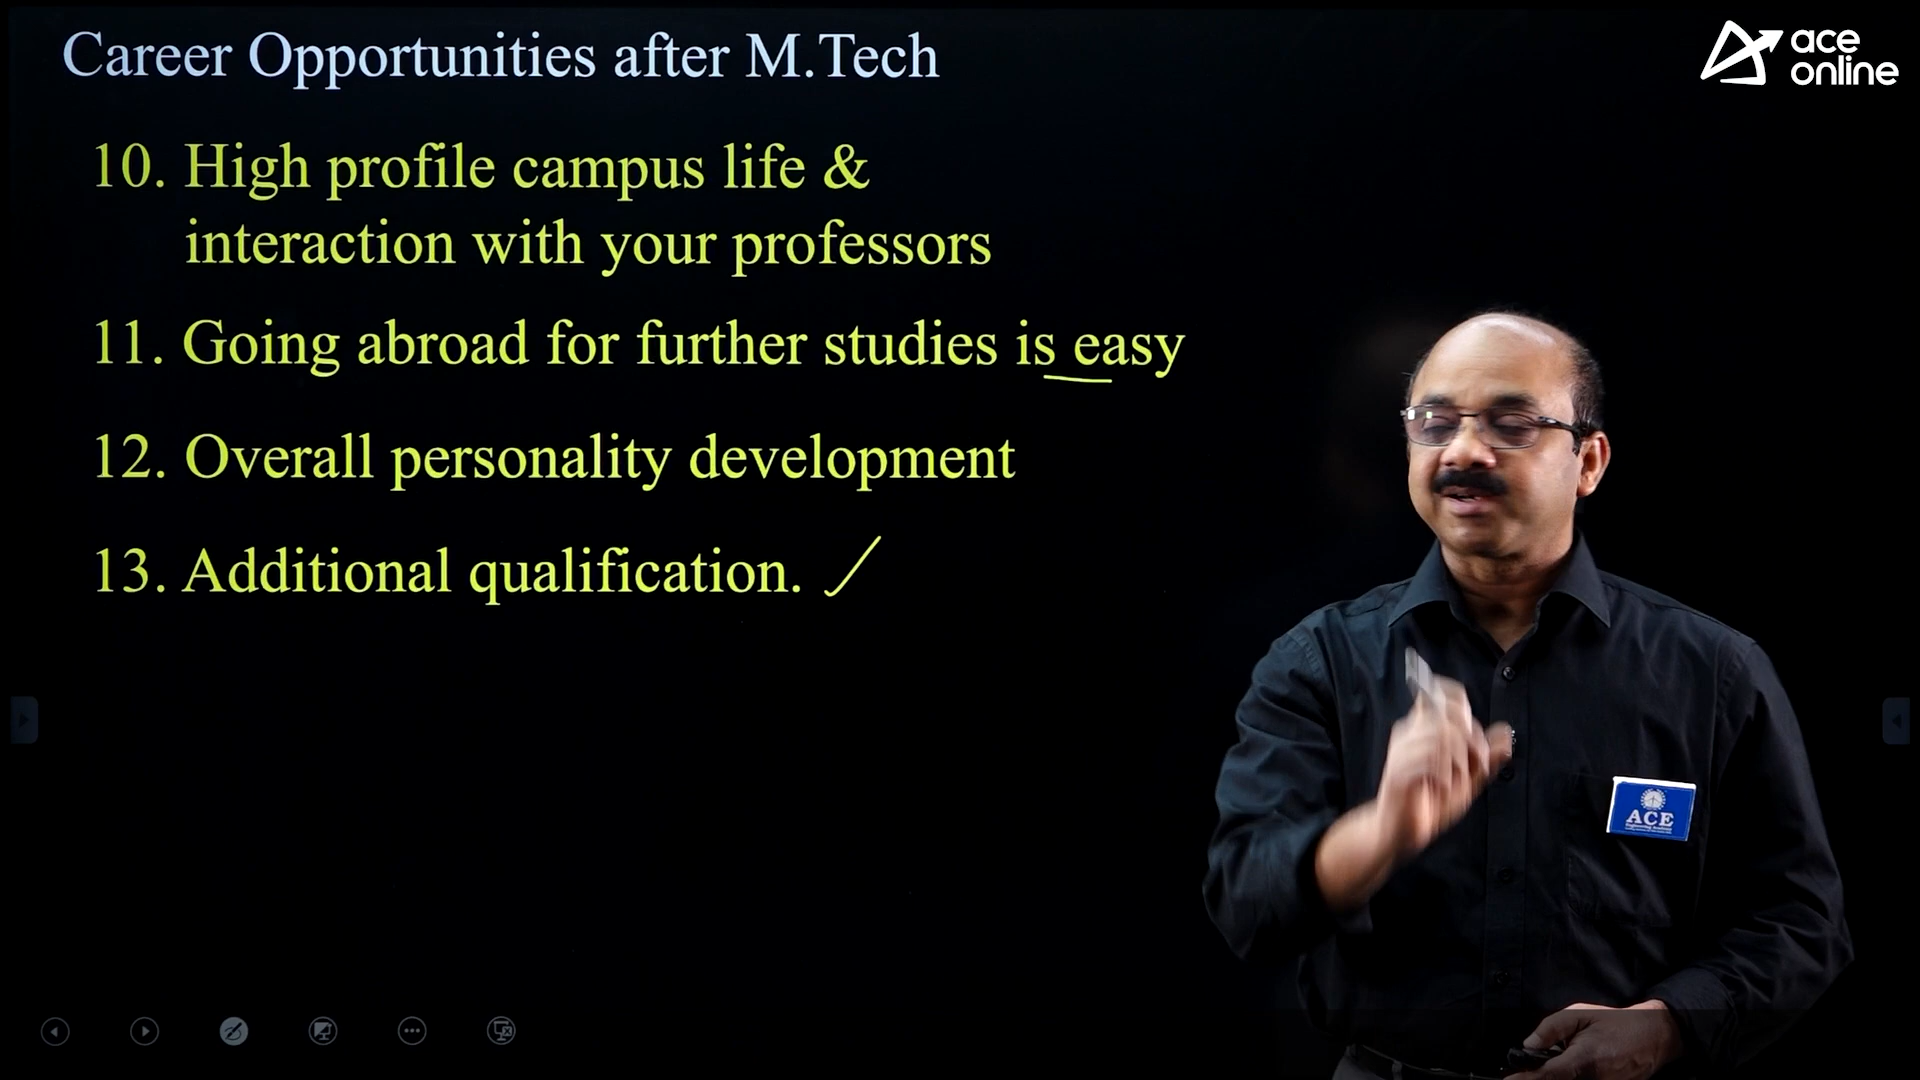 Career Opportunities after M.Tech
ace
online
10. High profile campus life &
interaction with your professors
11. Going abroad for further studies is easy
12. Overall personality development
13. Additional qualification.
ACE